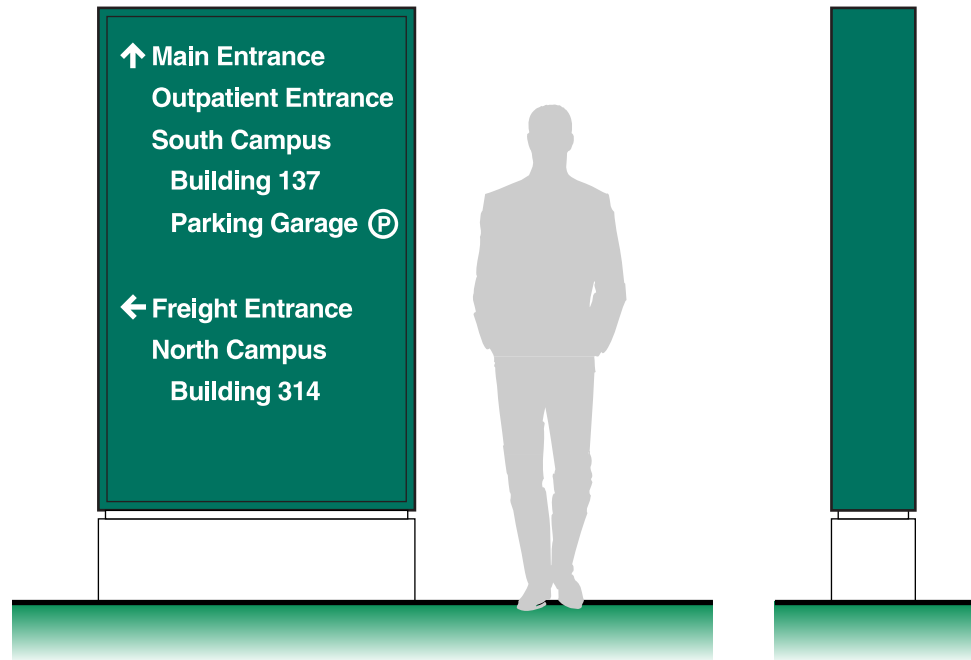 ↑ Main Entrance
Outpatient Entrance
South Campus
Building 137
Parking Garage Ⓟ
← Freight Entrance
North Campus
Building 314